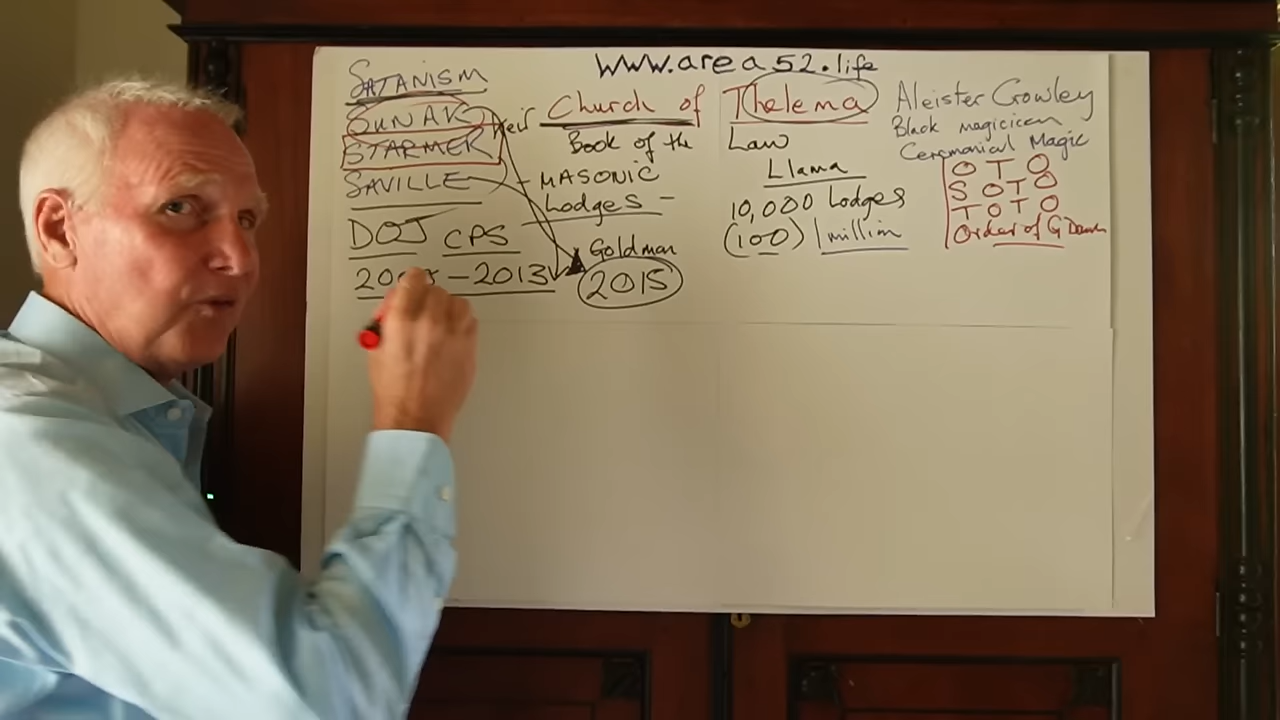 www.area52.life
SATANISM
SUNAK
STARMER
SAVILLE
DOJ CPS
2013
Church of Thelema
Book of the Law
- MASONIC Llama
Lodges - 10,000 Lodges
(100) 1 million
Goldman
2015
Aleister Crowley
Black magician
Ceremonial Magic
O T O
S O T O
T O T O
Order of G Dawn